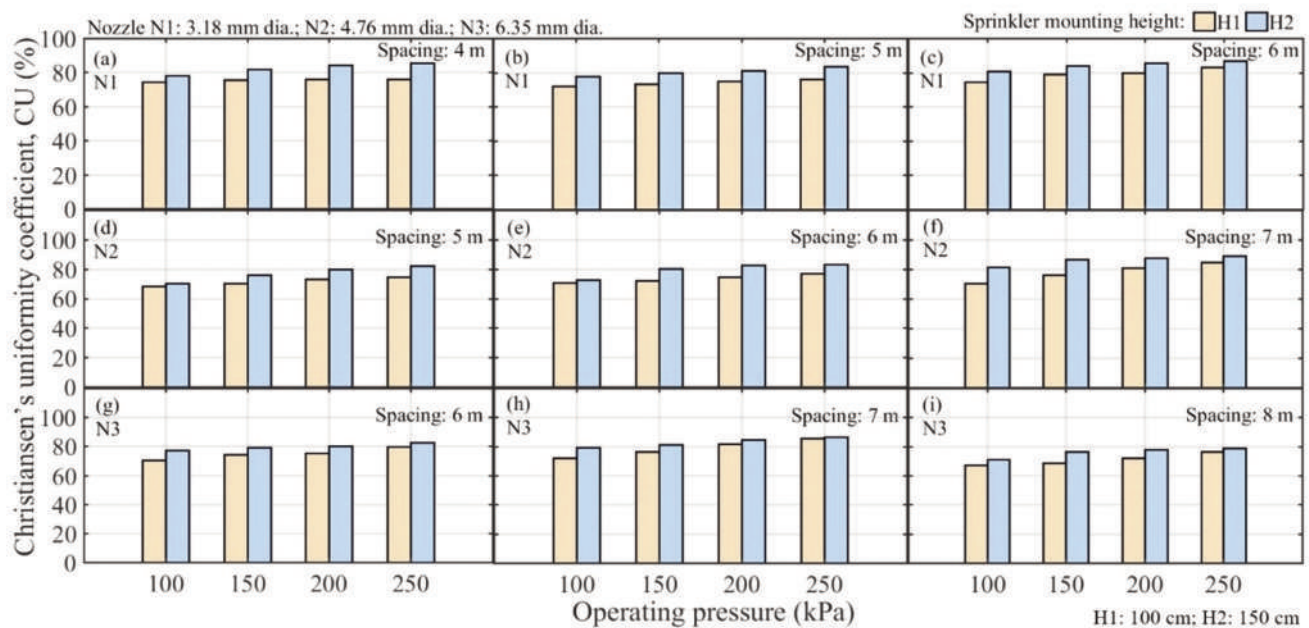 Nozzle N1: 3.18 mm dia.; N2: 4.76 mm dia.; N3: 6.35 mm dia.
Sprinkler mounting height: H1 H2
Christiansen's uniformity coefficient, CU (%)
100
80
60
40
20
0
(a)
N1
Spacing: 4 m
(b)
N1
Spacing: 5 m
(c)
N1
Spacing: 6 m
100
80
60
40
20
0
(d)
N2
Spacing: 5 m
(e)
N2
Spacing: 6 m
(f)
N2
Spacing: 7 m
100
80
60
40
20
0
(g)
N3
Spacing: 6 m
(h)
N3
Spacing: 7 m
(i)
N3
Spacing: 8 m
100 150 200 250 100 150 200 250 100 150 200 250
Operating pressure (kPa)
H1: 100 cm; H2: 150 cm